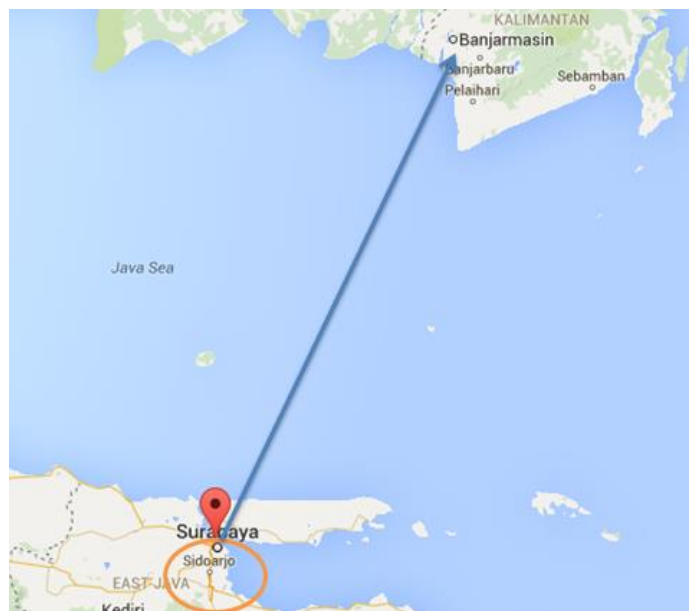 KALIMANTAN
Banjarmasin
Banjarbaru
Sebamban
Pelaihari
Java Sea
Surabaya
Sidoarjo
EAST JAVA
Kediri